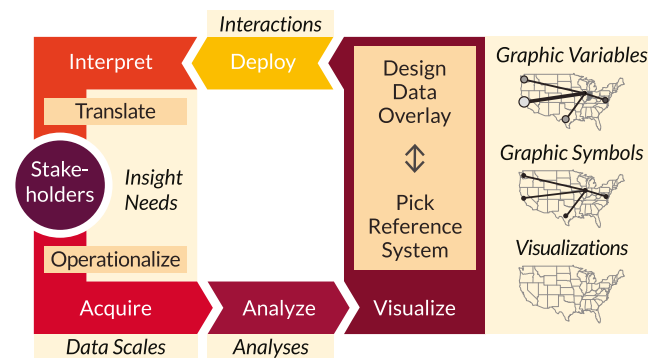 Interactions
Interpret
Deploy
Translate
Stake-
holders
Insight
Needs
Operationalize
Acquire
Analyze
Visualize
Data Scales
Analyses
Design
Data
Overlay
Pick
Reference
System
Graphic Variables
Graphic Symbols
Visualizations